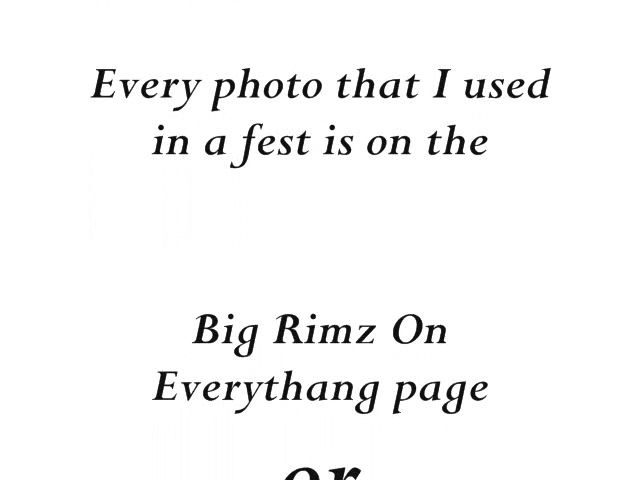 Every photo that I used
in a fest is on the
Big Rimz On
Everythang page
or